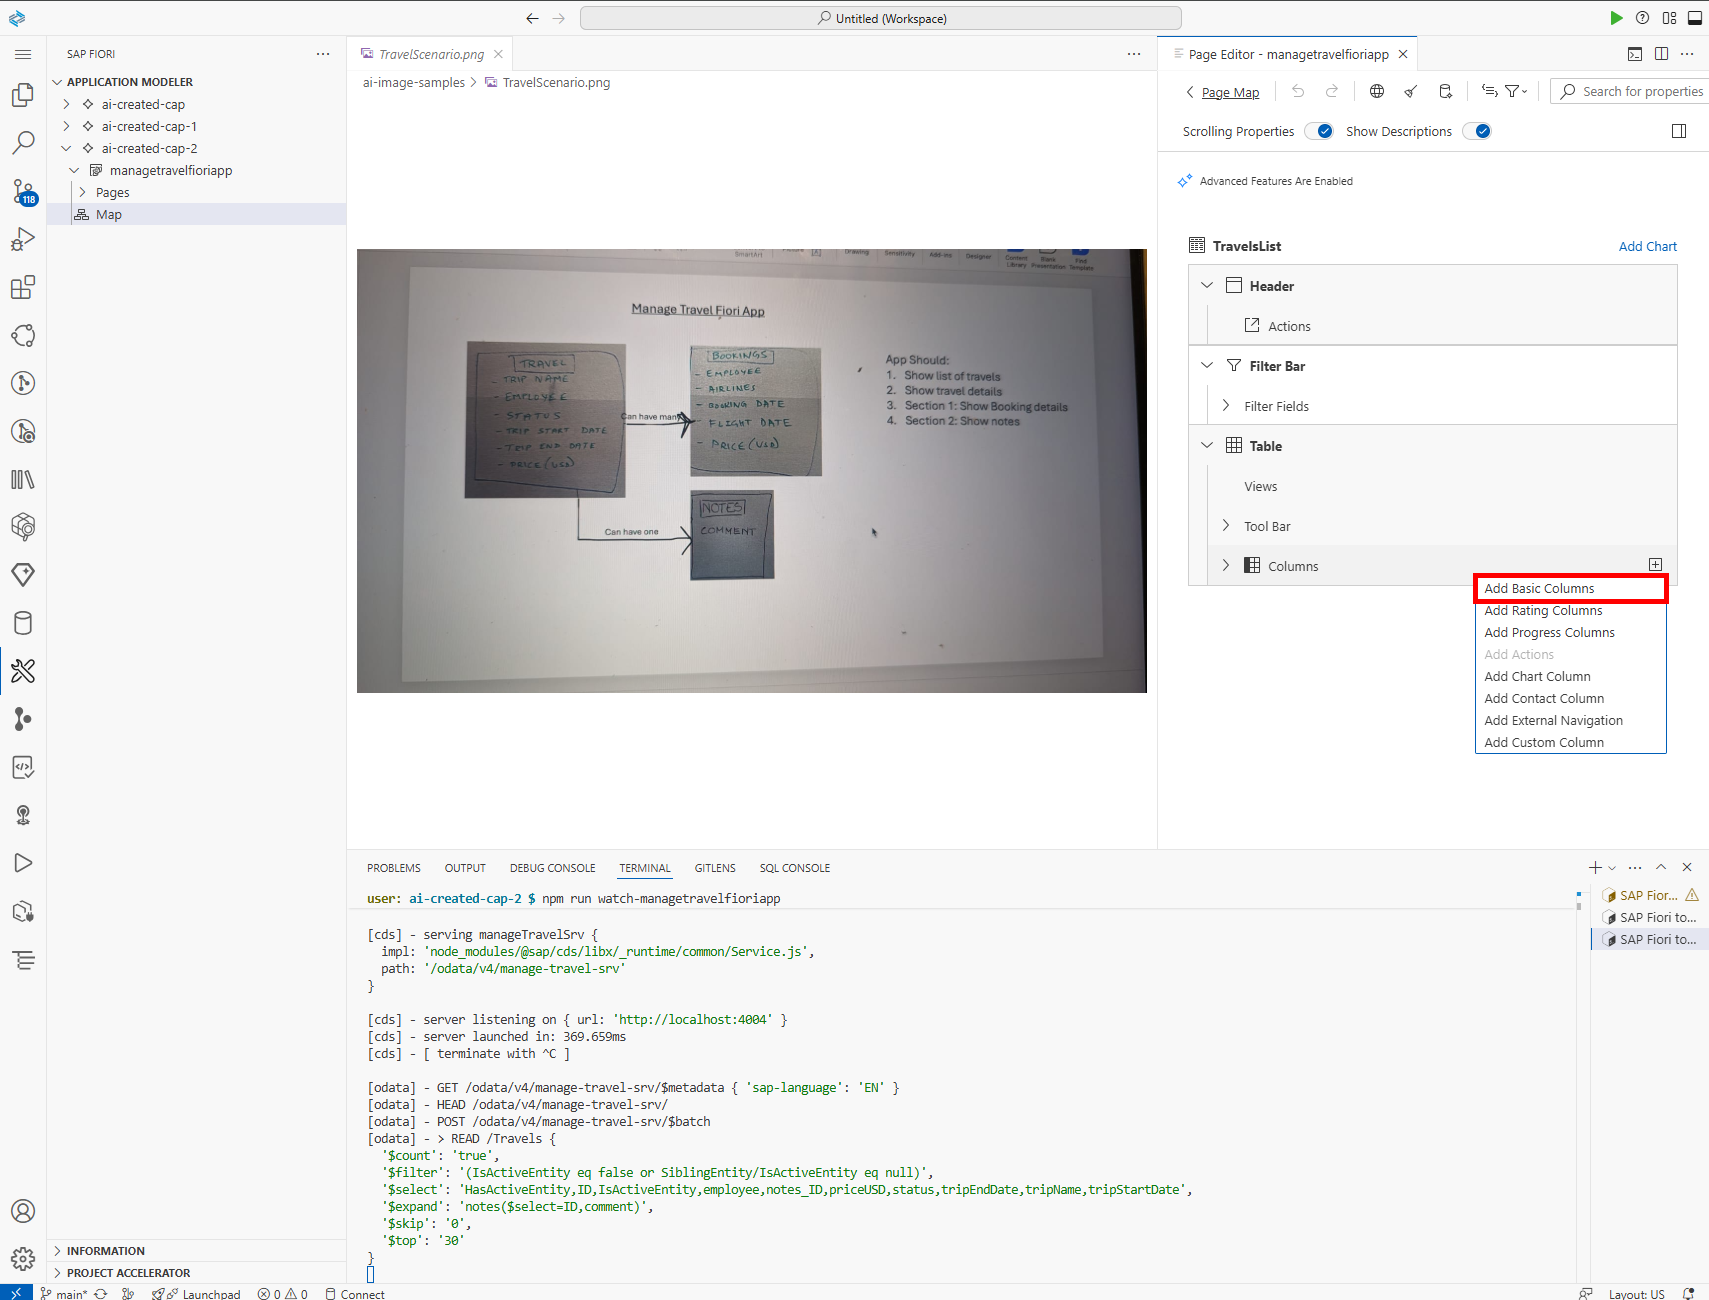 Untitled (Workspace)
SAP FIORI
APPLICATION MODELER
ai-created-cap
ai-created-cap-1
ai-created-cap-2
managetravelfioriapp
Pages
Map
118
INFORMATION
PROJECT ACCELERATOR
TravelScenario.png
ai-image-samples > TravelScenario.png
SmartArt
Drawing
Sensitivity
Add-ins
Designer
Content Library
Blank Presentation
Find Template
Manage Travel Fiori App
TRAVEL
- TRIP NAME
- EMPLOYEE
- STATUS
- TRIP START DATE
- TRIP END DATE
- PRICE (USD)
Can have many
BOOKINGS
- EMPLOYEE
- AIRLINES
- BOOKING DATE
- FLIGHT DATE
- PRICE (USD)
Can have one
NOTES
COMMENT
App Should:
1. Show list of travels
2. Show travel details
3. Section 1: Show Booking details
4. Section 2: Show notes
Page Editor - managetravelfioriapp
Page Map
Search for properties
Scrolling Properties
Show Descriptions
Advanced Features Are Enabled
TravelsList
Add Chart
Header
Actions
Filter Bar
Filter Fields
Table
Views
Tool Bar
Columns
Add Basic Columns
Add Rating Columns
Add Progress Columns
Add Actions
Add Chart Column
Add Contact Column
Add External Navigation
Add Custom Column
PROBLEMS OUTPUT DEBUG CONSOLE TERMINAL GITLENS SQL CONSOLE
user: ai-created-cap-2 $ npm run watch-managetravelfioriapp
[cds] - serving manageTravelSrv {
impl: 'node_modules/@sap/cds/libx/_runtime/common/Service.js',
path: '/odata/v4/manage-travel-srv'
}
[cds] - server listening on { url: 'http://localhost:4004' }
[cds] - server launched in: 369.659ms
[cds] - [ terminate with ^C ]
[odata] - GET /odata/v4/manage-travel-srv/$metadata { 'sap-language': 'EN' }
[odata] - HEAD /odata/v4/manage-travel-srv/
[odata] - POST /odata/v4/manage-travel-srv/$batch
[odata] - > READ /Travels {
'$count': 'true',
'$filter': '(IsActiveEntity eq false or SiblingEntity/IsActiveEntity eq null)',
'$select': 'HasActiveEntity,ID,IsActiveEntity,employee,notes_ID,priceUSD,status,tripEndDate,tripName,tripStartDate',
'$expand': 'notes($select=ID,comment)',
'$skip': '0',
'$top': '30'
}
SAP Fior...
SAP Fiori to...
SAP Fiori to...
main* Launchpad 0 0 Connect
Layout: US